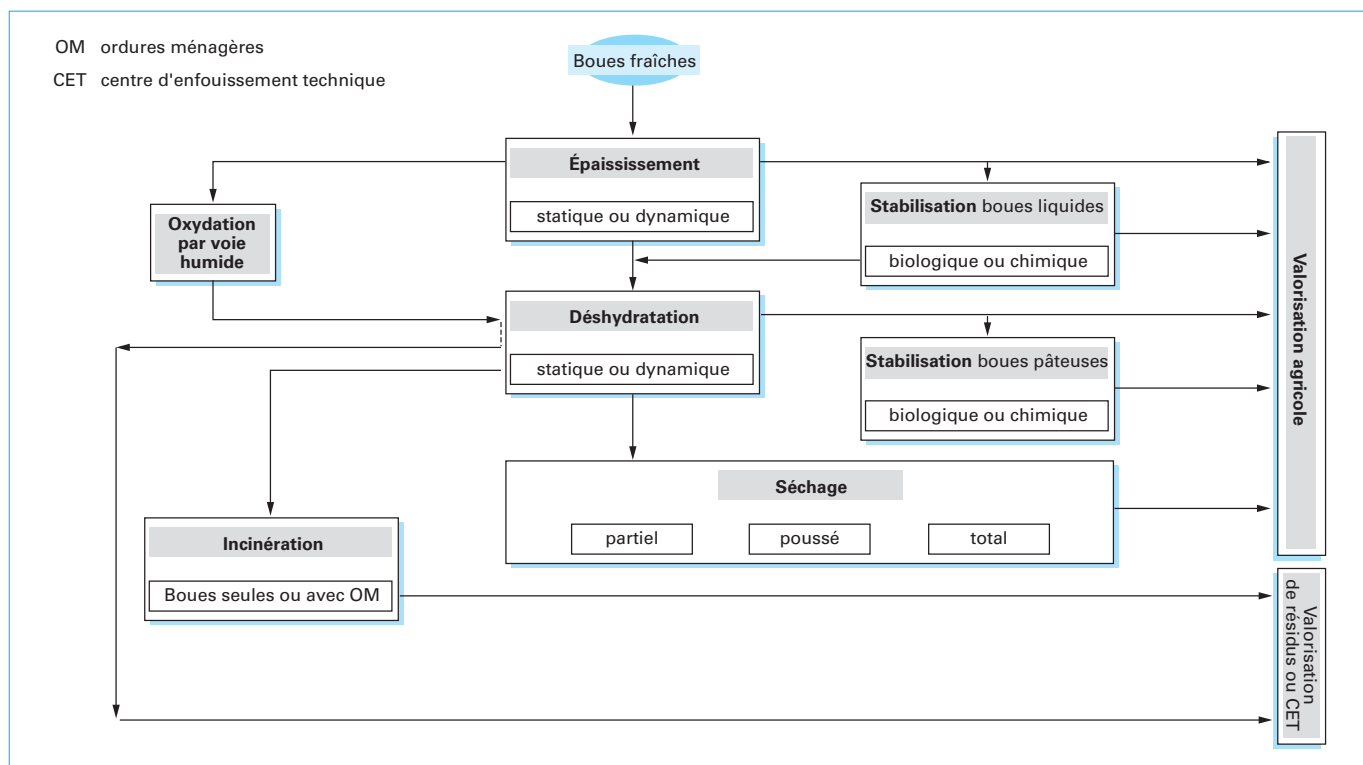 OM ordures ménagères
CET centre d'enfouissement technique
Boues fraîches
Épaississement
statique ou dynamique
Oxydation
par voie
humide
Stabilisation boues liquides
biologique ou chimique
Déshydratation
statique ou dynamique
Stabilisation boues pâteuses
biologique ou chimique
Séchage
partiel
poussé
total
Incinération
Boues seules ou avec OM
Valorisation agricole
Valorisation
de résidus ou CET